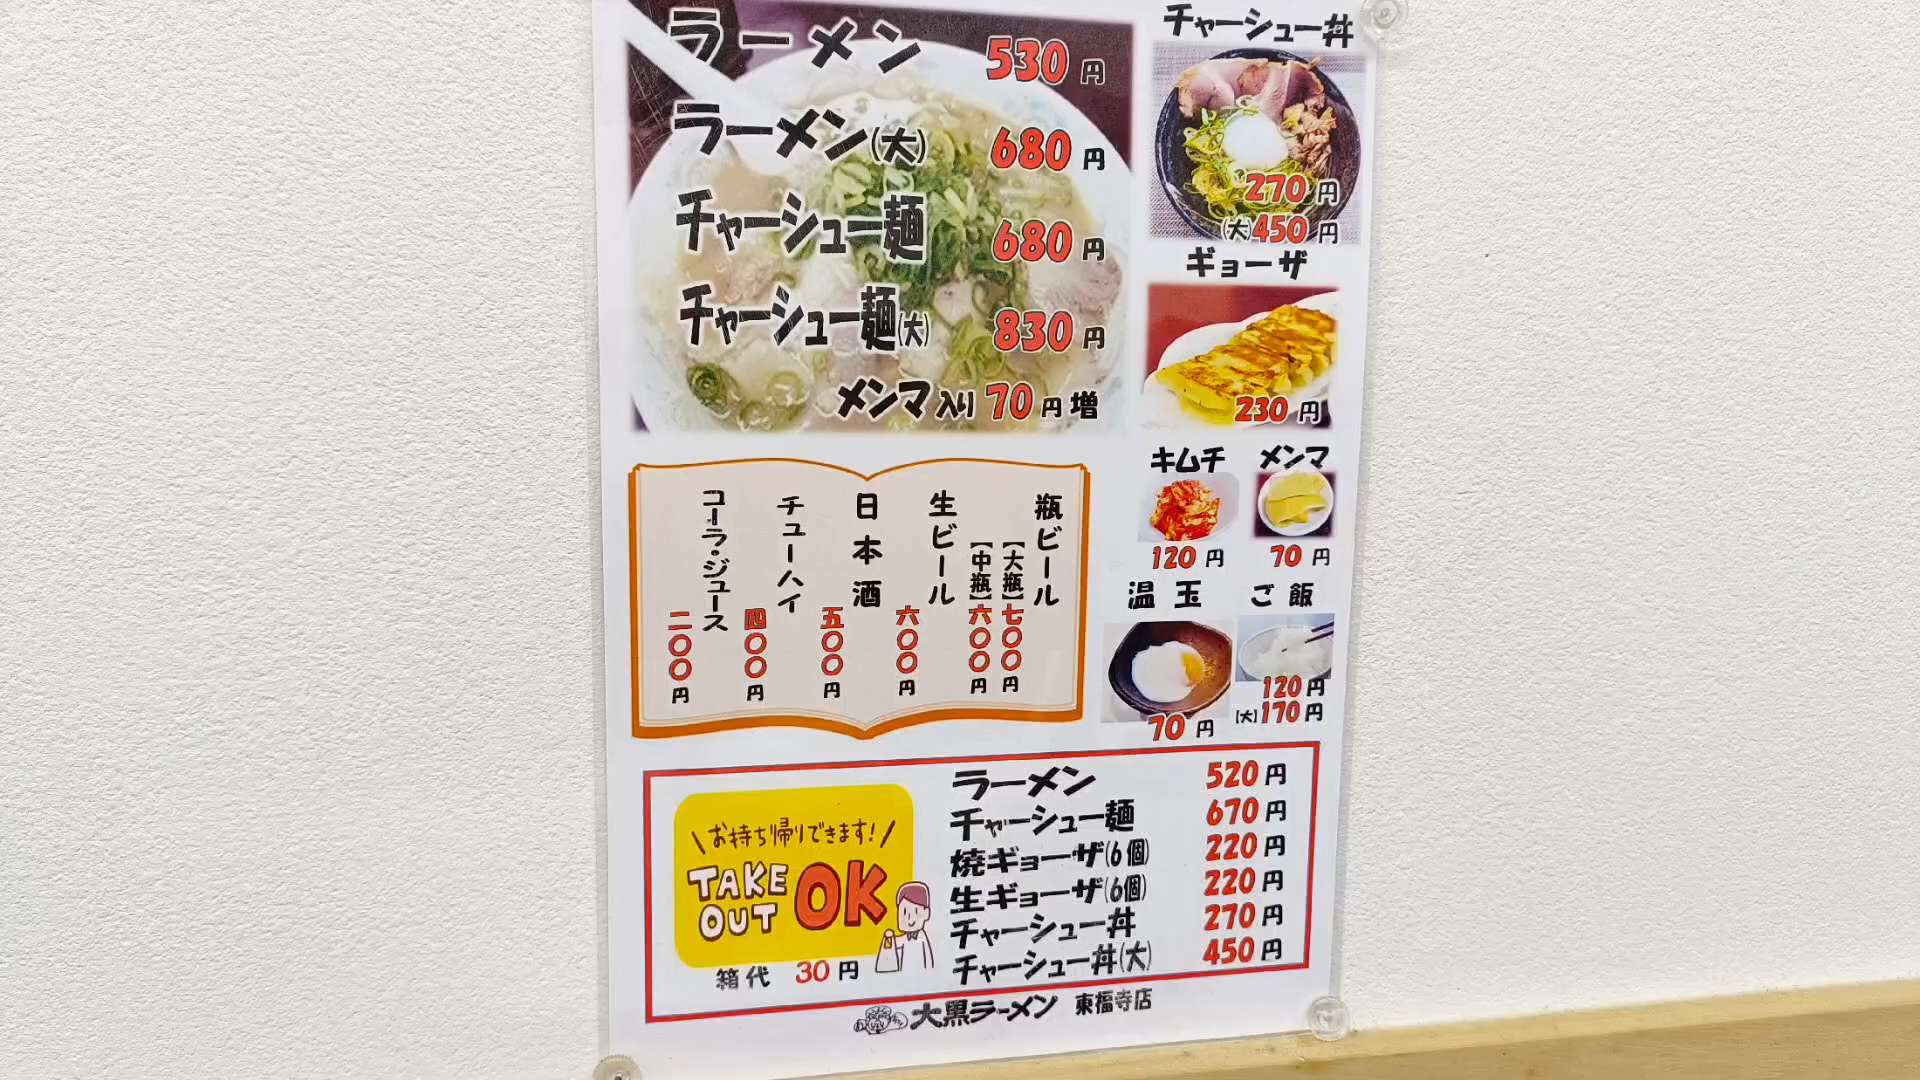 ラーメン 530円
ラーメン(大) 680円
チャーシュー麺 680円
チャーシュー麺(大) 830円
メンマ入り 70円増
チャーシュー丼
270円
(大)450円
ギョーザ
230円
キムチ
120円
メンマ
70円
温玉
70円
ご飯
120円
【大】170円
瓶ビール
【大瓶】七〇〇円
【中瓶】六〇〇円
生ビール 六〇〇円
日本酒 五〇〇円
チューハイ 四〇〇円
コーラ・ジュース 二〇〇円
\お持ち帰りできます!/
TAKE OUT OK
箱代 30円
ラーメン 520円
チャーシュー麺 670円
焼ギョーザ(6個) 220円
生ギョーザ(6個) 220円
チャーシュー丼 270円
チャーシュー丼(大) 450円
大黒ラーメン 東福寺店